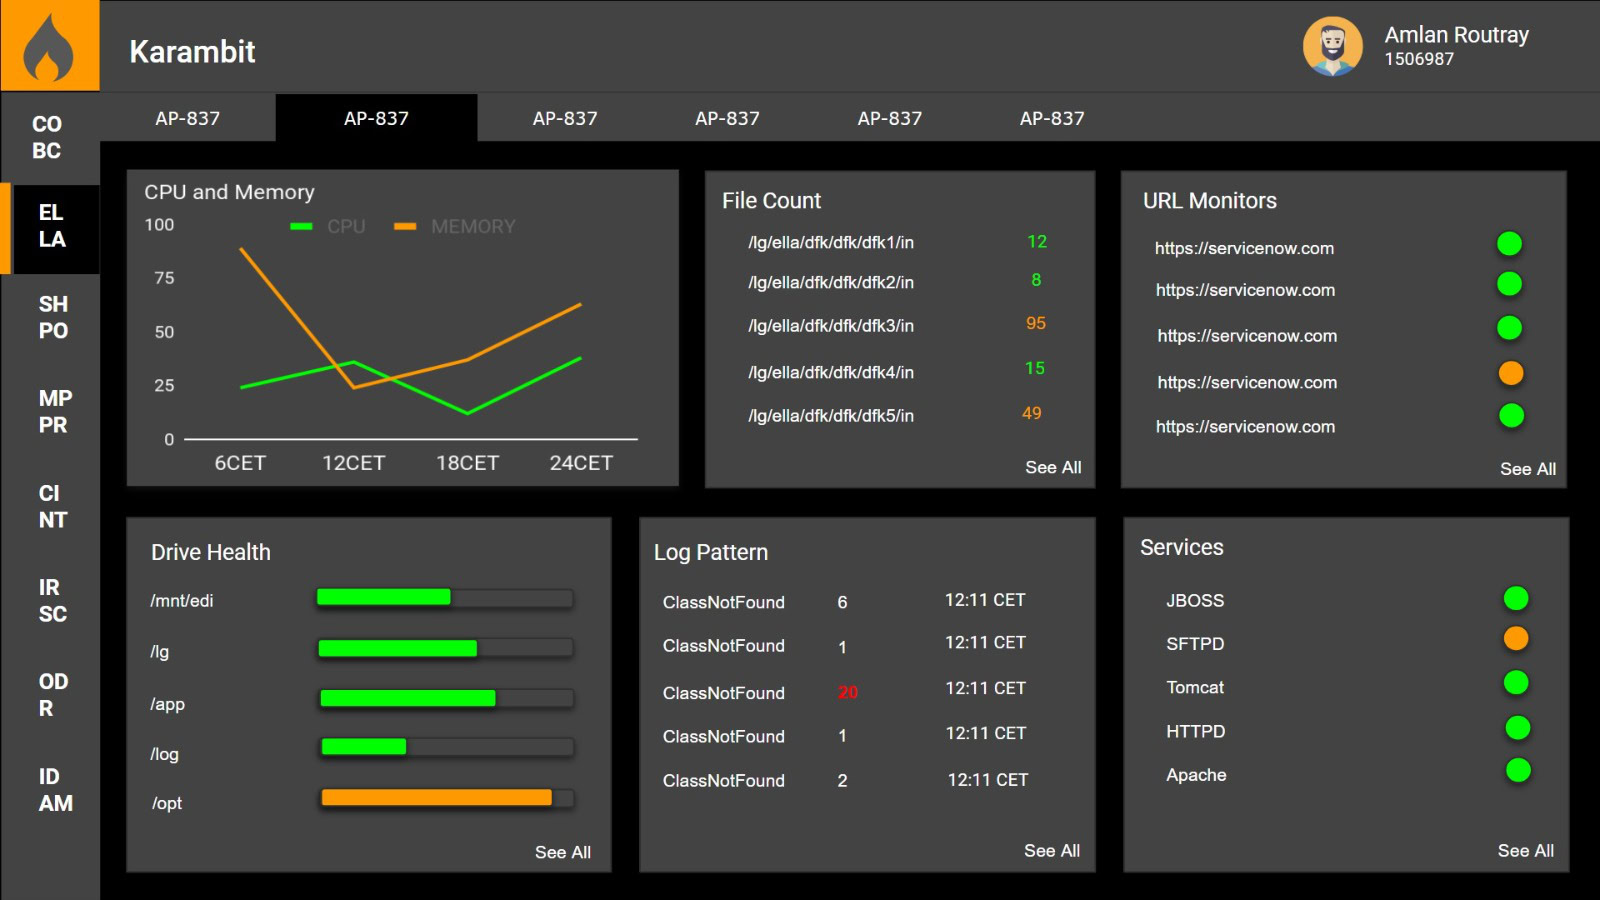 Karambit
Amlan Routray
1506987
CO
BC
EL
LA
SH
PO
MP
PR
CI
NT
IR
SC
OD
R
ID
AM
AP-837 AP-837 AP-837 AP-837 AP-837 AP-837
CPU and Memory
CPU MEMORY
100
75
50
25
0
6CET 12CET 18CET 24CET
File Count
/lg/ella/dfk/dfk/dfk1/in 12
/lg/ella/dfk/dfk/dfk2/in 8
/lg/ella/dfk/dfk/dfk3/in 95
/lg/ella/dfk/dfk/dfk4/in 15
/lg/ella/dfk/dfk/dfk5/in 49
See All
URL Monitors
https://servicenow.com
https://servicenow.com
https://servicenow.com
https://servicenow.com
https://servicenow.com
See All
Drive Health
/mnt/edi
/lg
/app
/log
/opt
See All
Log Pattern
ClassNotFound 6 12:11 CET
ClassNotFound 1 12:11 CET
ClassNotFound 20 12:11 CET
ClassNotFound 1 12:11 CET
ClassNotFound 2 12:11 CET
See All
Services
JBOSS
SFTPD
Tomcat
HTTPD
Apache
See All